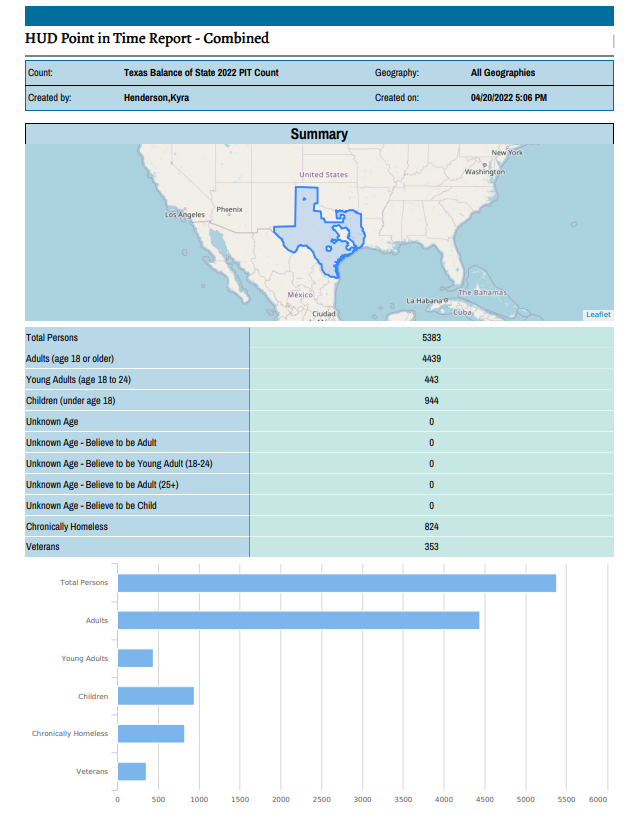 HUD Point in Time Report - Combined
Count: Texas Balance of State 2022 PIT Count Geography: All Geographies
Created by: Henderson,Kyra Created on: 04/20/2022 5:06 PM
Summary
New York
Washington
United States
Los Angeles
Phoenix
México
La Habana
The Bahamas
Cuba
Ciudad
Leaflet
Total Persons 5383
Adults (age 18 or older) 4439
Young Adults (age 18 to 24) 443
Children (under age 18) 944
Unknown Age 0
Unknown Age - Believe to be Adult 0
Unknown Age - Believe to be Young Adult (18-24) 0
Unknown Age - Believe to be Adult (25+) 0
Unknown Age - Believe to be Child 0
Chronically Homeless 824
Veterans 353
Total Persons
Adults
Young Adults
Children
Chronically Homeless
Veterans
0 500 1000 1500 2000 2500 3000 3500 4000 4500 5000 5500 6000